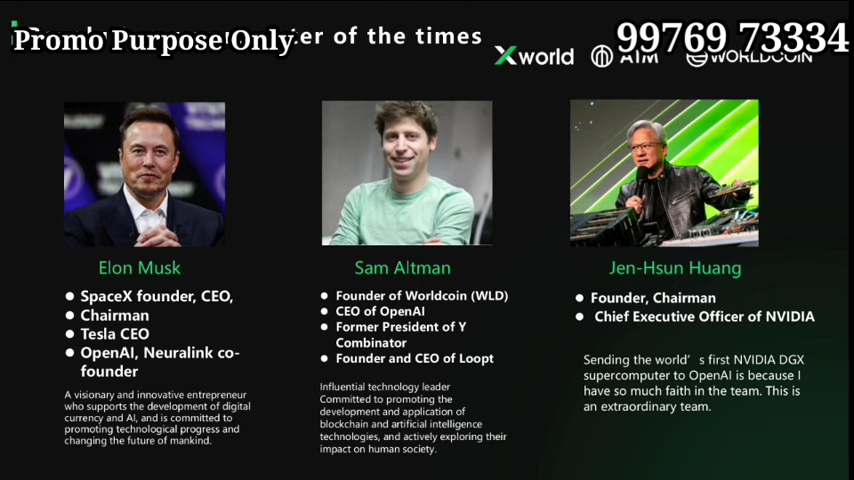 Promo Purpose Only
er of the times
99769 73334
Xworld
ATM
WORLDCOIN
Elon Musk
SpaceX founder, CEO,
Chairman
Tesla CEO
OpenAI, Neuralink co-
founder
A visionary and innovative entrepreneur
who supports the development of digital
currency and AI, and is committed to
promoting technological progress and
changing the future of mankind.
Sam Altman
Founder of Worldcoin (WLD)
CEO of OpenAI
Former President of Y
Combinator
Founder and CEO of Loopt
Influential technology leader
Committed to promoting the
development and application of
blockchain and artificial intelligence
technologies, and actively exploring their
impact on human society.
Jen-Hsun Huang
Founder, Chairman
Chief Executive Officer of NVIDIA
Sending the world’s first NVIDIA DGX
supercomputer to OpenAI is because I
have so much faith in the team. This is
an extraordinary team.